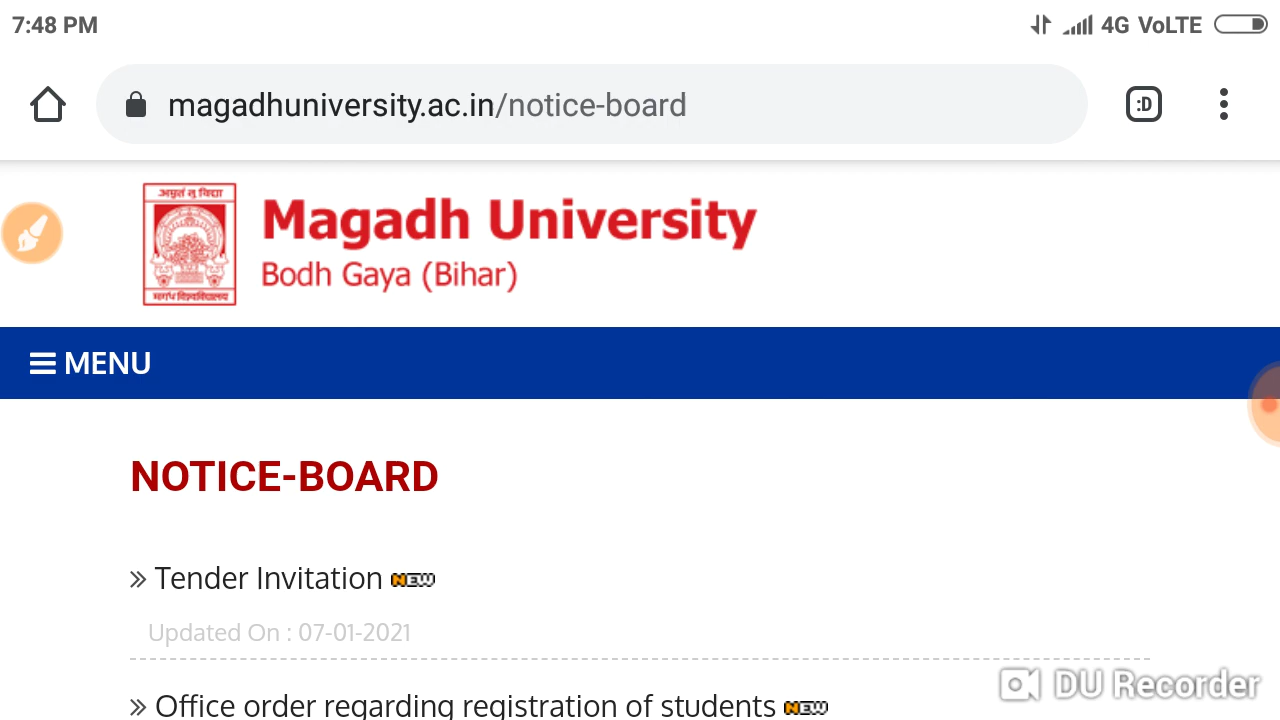 7:48 PM 4G VoLTE
magadhuniversity.ac.in/notice-board :D
अमृतं तु विद्या
Magadh University
Bodh Gaya (Bihar)
मगध विश्वविद्यालय
MENU
NOTICE-BOARD
» Tender Invitation NEW
Updated On : 07-01-2021
» Office order regarding registration of students NEW
DU Recorder